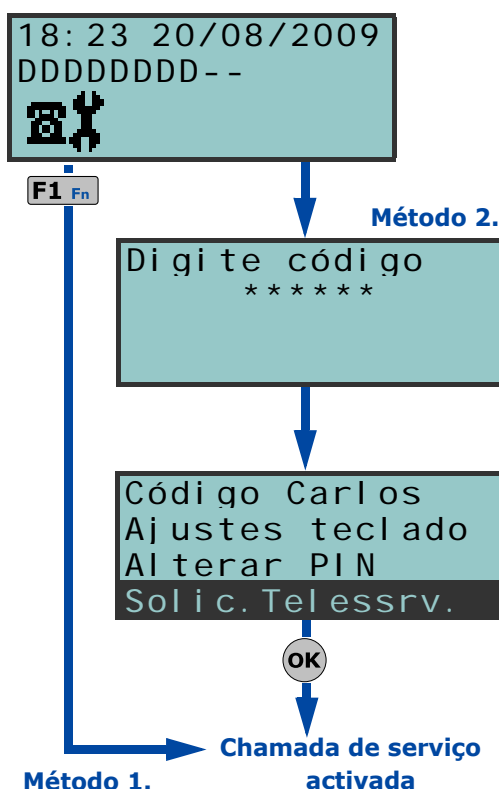 18:23 20/08/2009
DDDDDDDD--
F1 Fn
Método 2.
Digite código
******
Código Carlos
Ajustes teclado
Alterar PIN
Solic.Telessrv.
OK
Chamada de serviço
activada
Método 1.